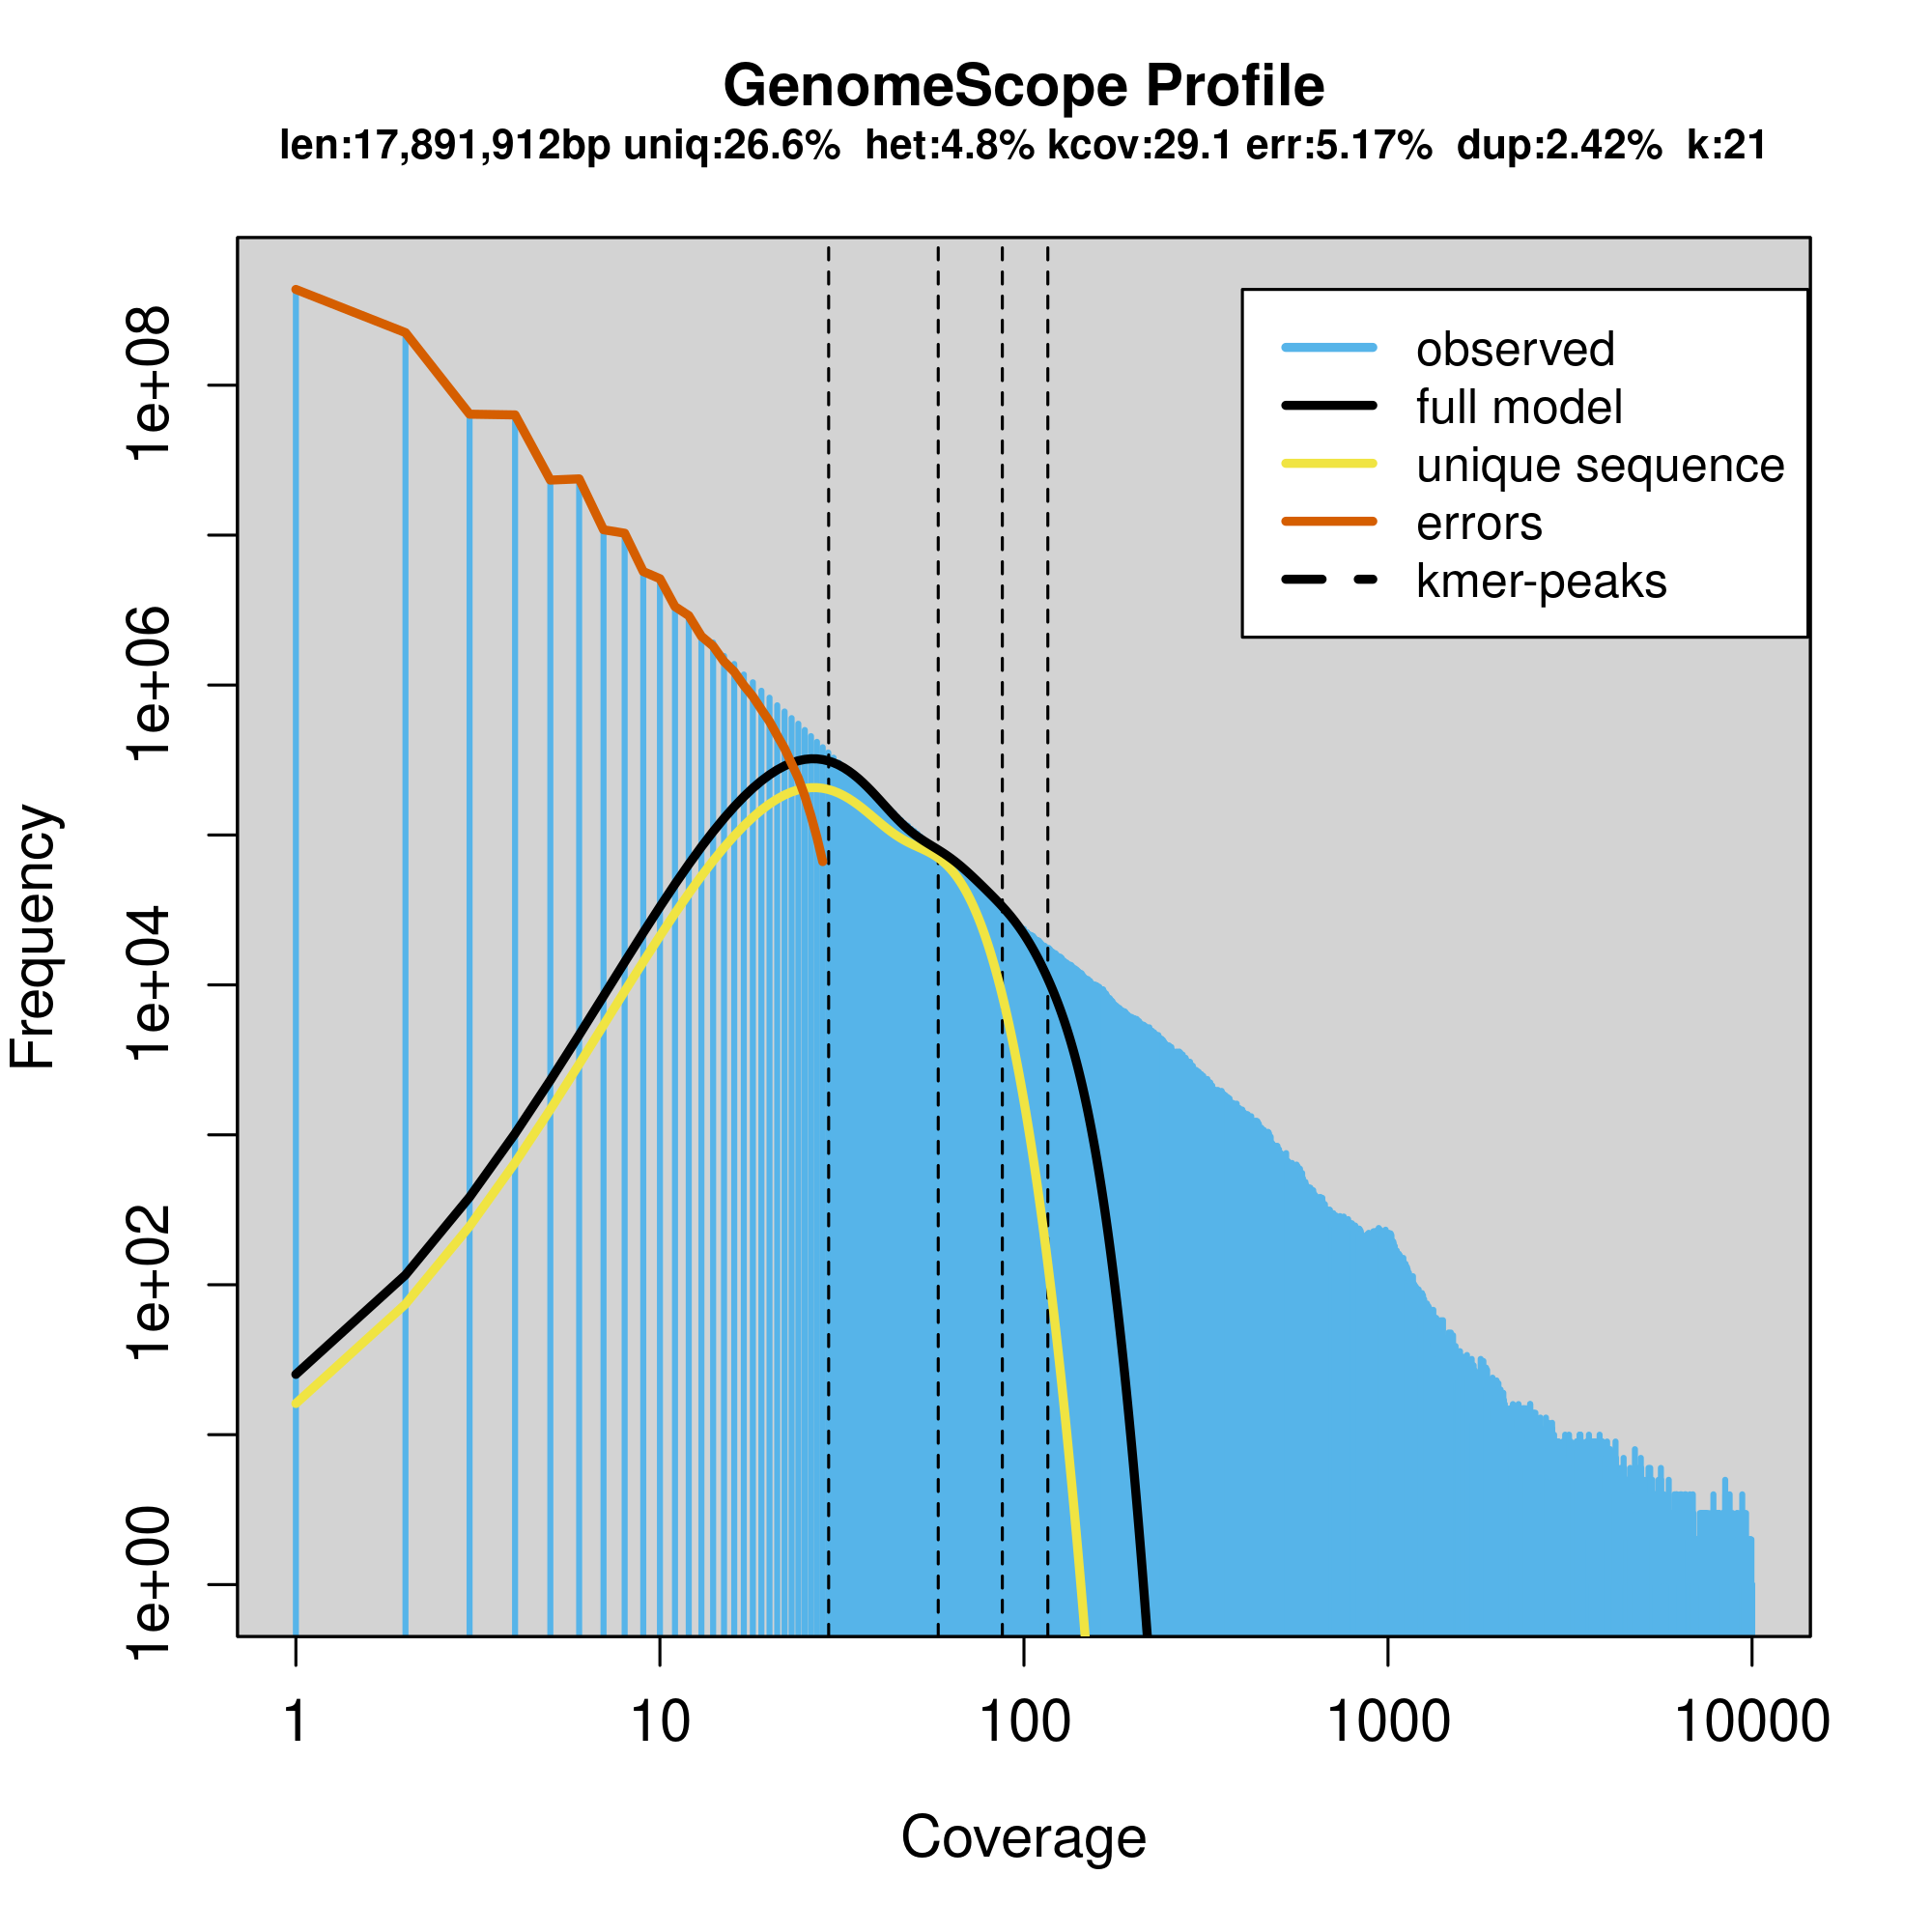 GenomeScope Profile
len:17,891,912bp uniq:26.6% het:4.8% kcov:29.1 err:5.17% dup:2.42% k:21
observed
full model
unique sequence
errors
kmer-peaks
Frequency
1e+08
1e+06
1e+04
1e+02
1e+00
1 10 100 1000 10000
Coverage